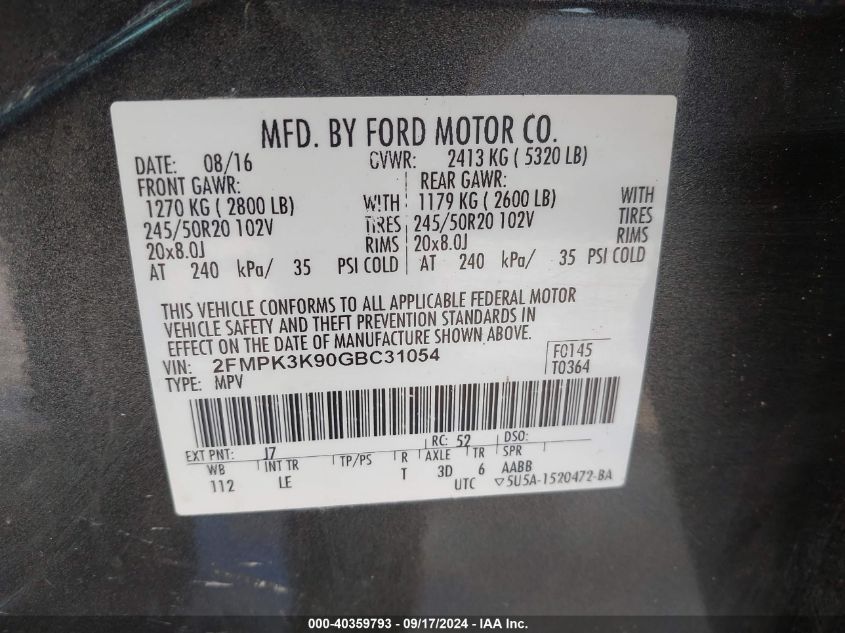 MFD. BY FORD MOTOR CO.
DATE: 08/16 GVWR: 2413 KG ( 5320 LB)
FRONT GAWR: REAR GAWR:
1270 KG ( 2800 LB) WITH 1179 KG ( 2600 LB) WITH
245/50R20 102V TIRES 245/50R20 102V TIRES
20x8.0J RIMS 20x8.0J RIMS
AT 240 kPa/ 35 PSI COLD AT 240 kPa/ 35 PSI COLD
THIS VEHICLE CONFORMS TO ALL APPLICABLE FEDERAL MOTOR
VEHICLE SAFETY AND THEFT PREVENTION STANDARDS IN
EFFECT ON THE DATE OF MANUFACTURE SHOWN ABOVE.
VIN: 2FMPK3K90GBC31054 F0145
TYPE: MPV T0364
EXT PNT: J7 RC: 52 DSO:
WB INT TR TP/PS R AXLE TR SPR
112 LE T 3D 6 AABB
UTC ▽5U5A-1520472-BA
000-40359793 - 09/17/2024 - IAA Inc.